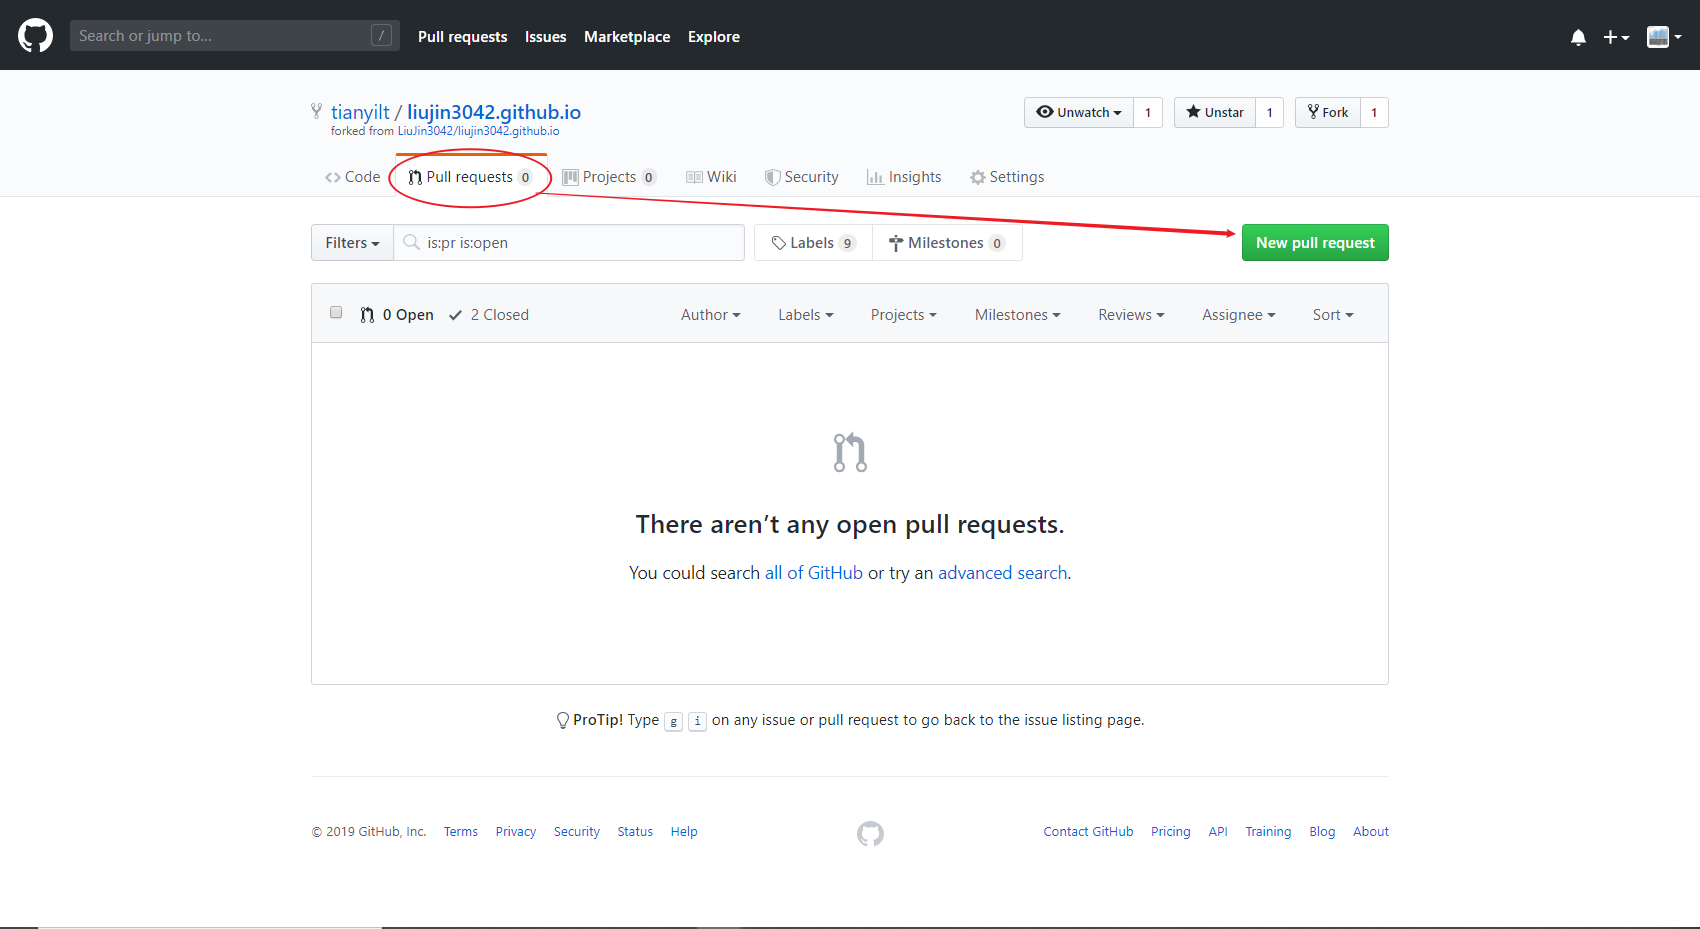 Search or jump to... / Pull requests Issues Marketplace Explore
tianyilt / liujin3042.github.io Unwatch 1 Unstar 1 Fork 1
forked from LiuJin3042/liujin3042.github.io
Code Pull requests 0 Projects 0 Wiki Security Insights Settings
Filters is:pr is:open Labels 9 Milestones 0 New pull request
0 Open 2 Closed Author Labels Projects Milestones Reviews Assignee Sort
There aren’t any open pull requests.
You could search all of GitHub or try an advanced search.
ProTip! Type g i on any issue or pull request to go back to the issue listing page.
© 2019 GitHub, Inc. Terms Privacy Security Status Help Contact GitHub Pricing API Training Blog About